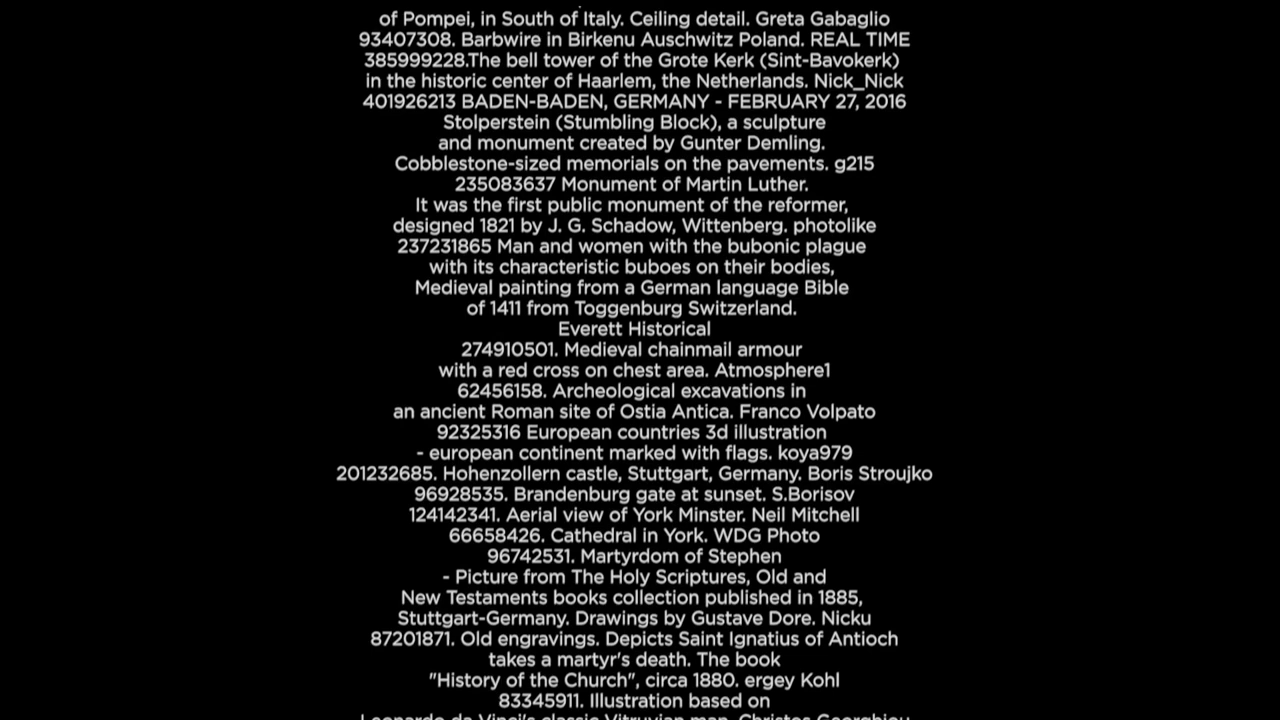 of Pompei, in South of Italy. Ceiling detail. Greta Gabaglio
93407308. Barbwire in Birkenu Auschwitz Poland. REAL TIME
385999228.The bell tower of the Grote Kerk (Sint-Bavokerk)
in the historic center of Haarlem, the Netherlands. Nick_Nick
401926213 BADEN-BADEN, GERMANY - FEBRUARY 27, 2016
Stolperstein (Stumbling Block), a sculpture
and monument created by Gunter Demling.
Cobblestone-sized memorials on the pavements. g215
235083637 Monument of Martin Luther.
It was the first public monument of the reformer,
designed 1821 by J. G. Schadow, Wittenberg. photolike
237231865 Man and women with the bubonic plague
with its characteristic buboes on their bodies,
Medieval painting from a German language Bible
of 1411 from Toggenburg Switzerland.
Everett Historical
274910501. Medieval chainmail armour
with a red cross on chest area. Atmosphere1
62456158. Archeological excavations in
an ancient Roman site of Ostia Antica. Franco Volpato
92325316 European countries 3d illustration
- european continent marked with flags. koya979
201232685. Hohenzollern castle, Stuttgart, Germany. Boris Stroujko
96928535. Brandenburg gate at sunset. S.Borisov
124142341. Aerial view of York Minster. Neil Mitchell
66658426. Cathedral in York. WDG Photo
96742531. Martyrdom of Stephen
- Picture from The Holy Scriptures, Old and
New Testaments books collection published in 1885,
Stuttgart-Germany. Drawings by Gustave Dore. Nicku
87201871. Old engravings. Depicts Saint Ignatius of Antioch
takes a martyr's death. The book
"History of the Church", circa 1880. ergey Kohl
83345911. Illustration based on
Leonardo da Vinci's classic Vitruvian man. Christos Georghiou